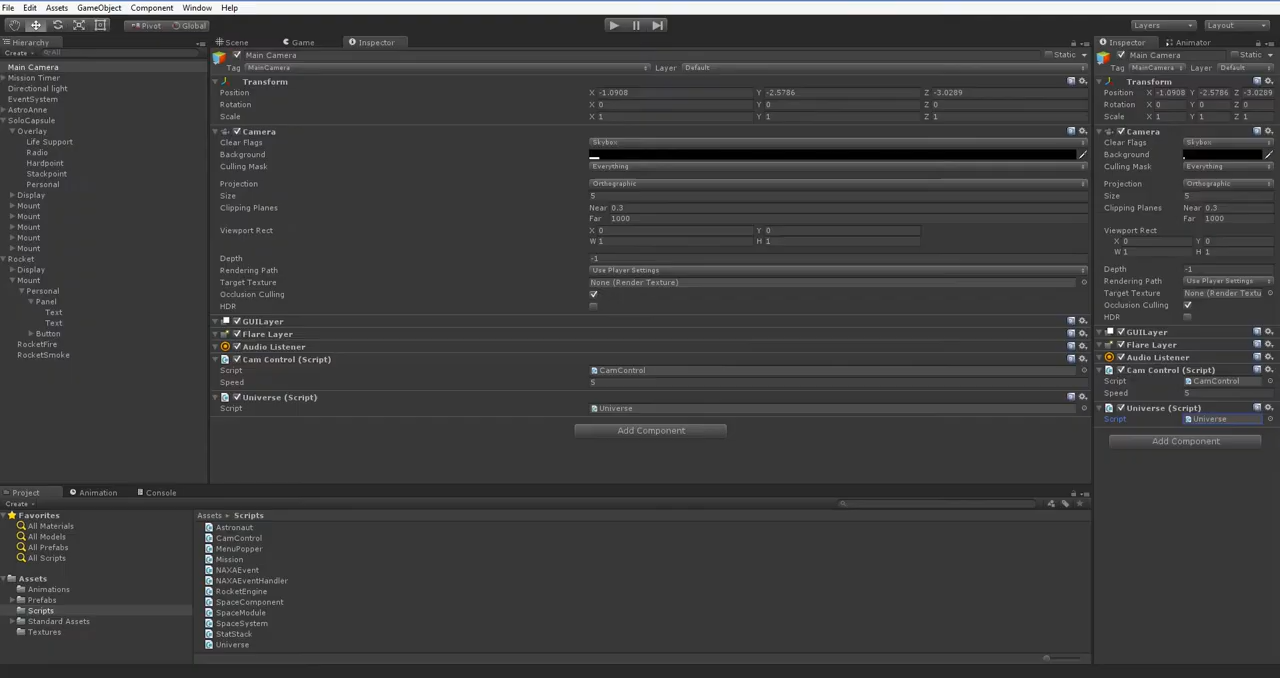 File Edit Assets GameObject Component Window Help
Pivot Global Layers Layout
Hierarchy
Create All
Main Camera
Mission Timer
Directional light
EventSystem
AstroAnne
SoloCapsule
Overlay
Life Support
Radio
Hardpoint
Stackpoint
Personal
Display
Mount
Mount
Mount
Mount
Mount
Rocket
Display
Mount
Personal
Panel
Text
Text
Button
RocketFire
RocketSmoke
Scene Game Inspector
Main Camera Static
Tag MainCamera Layer Default
Transform
Position X -1.0908 Y -2.5786 Z -3.0289
Rotation X 0 Y 0 Z 0
Scale X 1 Y 1 Z 1
Camera
Clear Flags Skybox
Background
Culling Mask Everything
Projection Orthographic
Size 5
Clipping Planes Near 0.3
Far 1000
Viewport Rect X 0 Y 0
W 1 H 1
Depth -1
Rendering Path Use Player Settings
Target Texture None (Render Texture)
Occlusion Culling
HDR
GUILayer
Flare Layer
Audio Listener
Cam Control (Script)
Script CamControl
Speed 5
Universe (Script)
Script Universe
Add Component
Inspector Animator
Main Camera Static
Tag MainCamera Layer Default
Transform
Position X -1.0908 Y -2.5786 Z -3.0289
Rotation X 0 Y 0 Z 0
Scale X 1 Y 1 Z 1
Camera
Clear Flags Skybox
Background
Culling Mask Everything
Projection Orthographic
Size 5
Clipping Planes Near 0.3
Far 1000
Viewport Rect
X 0 Y 0
W 1 H 1
Depth -1
Rendering Path Use Player Settings
Target Texture None (Render Textu
Occlusion Culling
HDR
GUILayer
Flare Layer
Audio Listener
Cam Control (Script)
Script CamControl
Speed 5
Universe (Script)
Script Universe
Add Component
Project Animation Console
Create
Favorites
All Materials
All Models
All Prefabs
All Scripts
Assets
Animations
Prefabs
Scripts
Standard Assets
Textures
Assets Scripts
Astronaut
CamControl
MenuPopper
Mission
NAXAEvent
NAXAEventHandler
RocketEngine
SpaceComponent
SpaceModule
SpaceSystem
StatStack
Universe